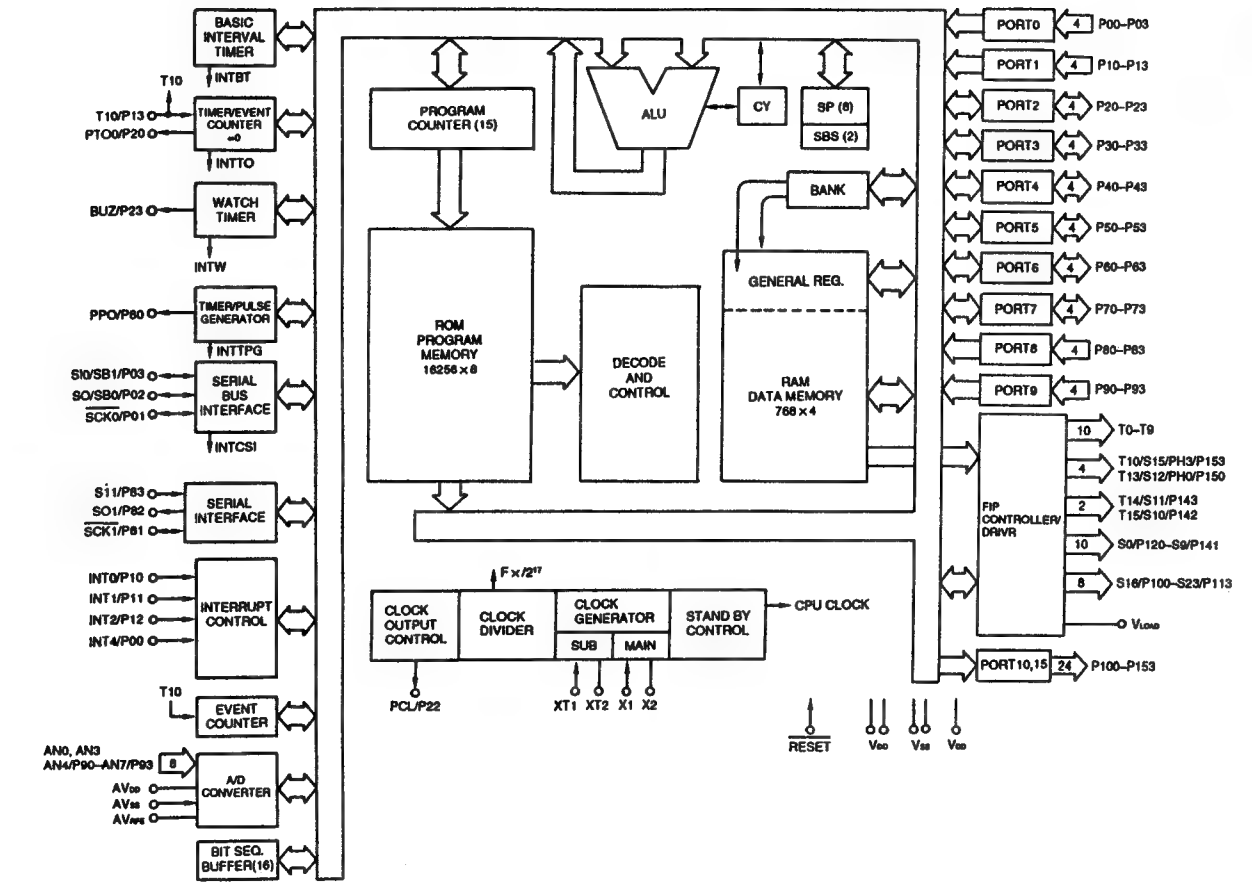 BASIC
INTERVAL
TIMER
INTBT
T10
T10/P13
PTO0/P20
TIMER/EVENT
COUNTER
=0
INTTO
BUZ/P23
WATCH
TIMER
INTW
PPO/P80
TIMER/PULSE
GENERATOR
INTTPG
SI0/SB1/P03
SO/SB0/P02
SCK0/P01
SERIAL
BUS
INTERFACE
INTCSI
Si1/P83
SO1/P82
SCK1/P81
SERIAL
INTERFACE
INT0/P10
INT1/P11
INT2/P12
INT4/P00
INTERRUPT
CONTROL
T10
EVENT
COUNTER
AN0, AN3
AN4/P90–AN7/P93
8
AVDD
AVSS
A/D
CONVERTER
BIT SEQ.
BUFFER(16)
PROGRAM
COUNTER (15)
ALU
CY
SP (8)
SBS (2)
BANK
ROM
PROGRAM
MEMORY
16256 × 8
DECODE
AND
CONTROL
GENERAL REG.
RAM
DATA MEMORY
768 × 4
F×/2¹⁷
CLOCK
OUTPUT
CONTROL
CLOCK
DIVIDER
CLOCK
GENERATOR
SUB
MAIN
STAND BY
CONTROL
CPU CLOCK
PCL/P22
XT1
XT2
X1
X2
RESET
VDD
VSS
VDD
PORT0
4
P00–P03
PORT1
4
P10–P13
PORT2
4
P20–P23
PORT3
4
P30–P33
PORT4
4
P40–P43
PORT5
4
P50–P53
PORT6
4
P60–P63
PORT7
4
P70–P73
PORT8
4
P80–P83
PORT9
4
P90–P93
FIP
CONTROLLER/
DRIVR
10
T0–T9
4
T10/S15/PH3/P153
T13/S12/PH0/P150
2
T14/S11/P143
T15/S10/P142
10
S0/P120–S9/P141
8
S16/P100–S23/P113
VLOAD
PORT10,15
24
P100–P153